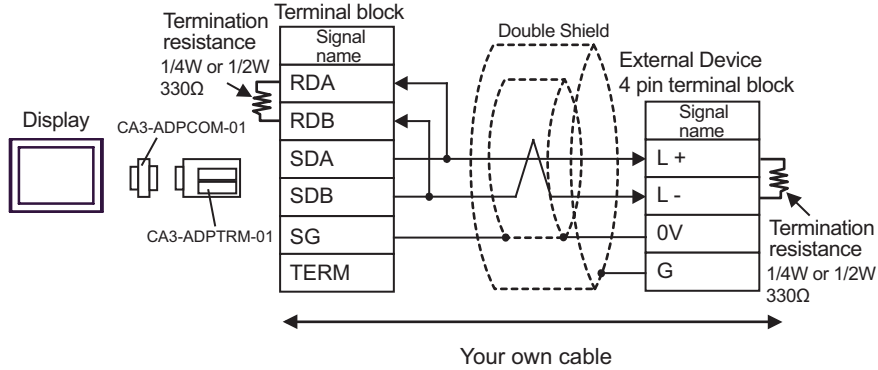 Termination
resistance
1/4W or 1/2W
330Ω
Terminal block
Signal
name
RDA
RDB
SDA
SDB
SG
TERM
Display
CA3-ADPCOM-01
CA3-ADPTRM-01
Double Shield
External Device
4 pin terminal block
Signal
name
L +
L -
0V
G
Termination
resistance
1/4W or 1/2W
330Ω
Your own cable